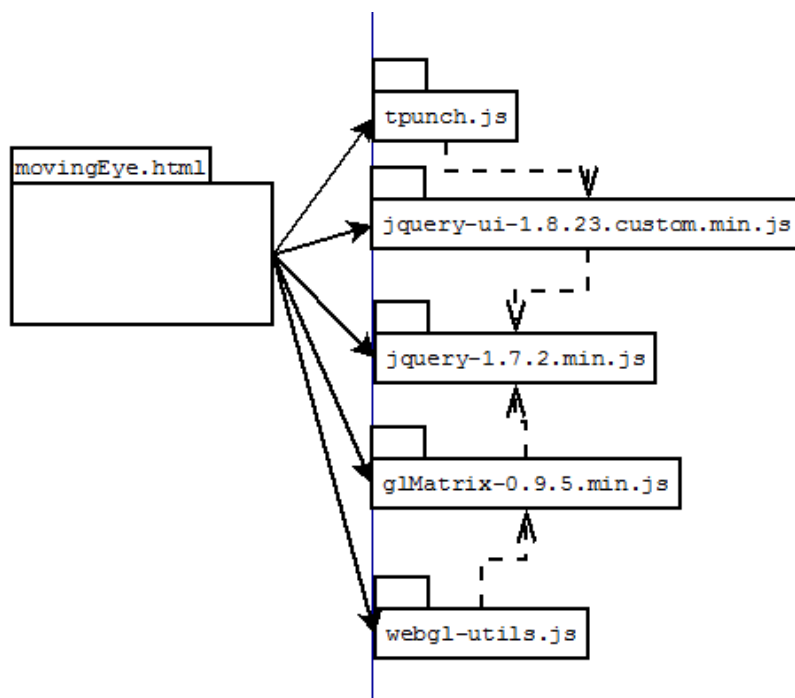 tpunch.js
movingEye.html
jquery-ui-1.8.23.custom.min.js
jquery-1.7.2.min.js
glMatrix-0.9.5.min.js
webgl-utils.js